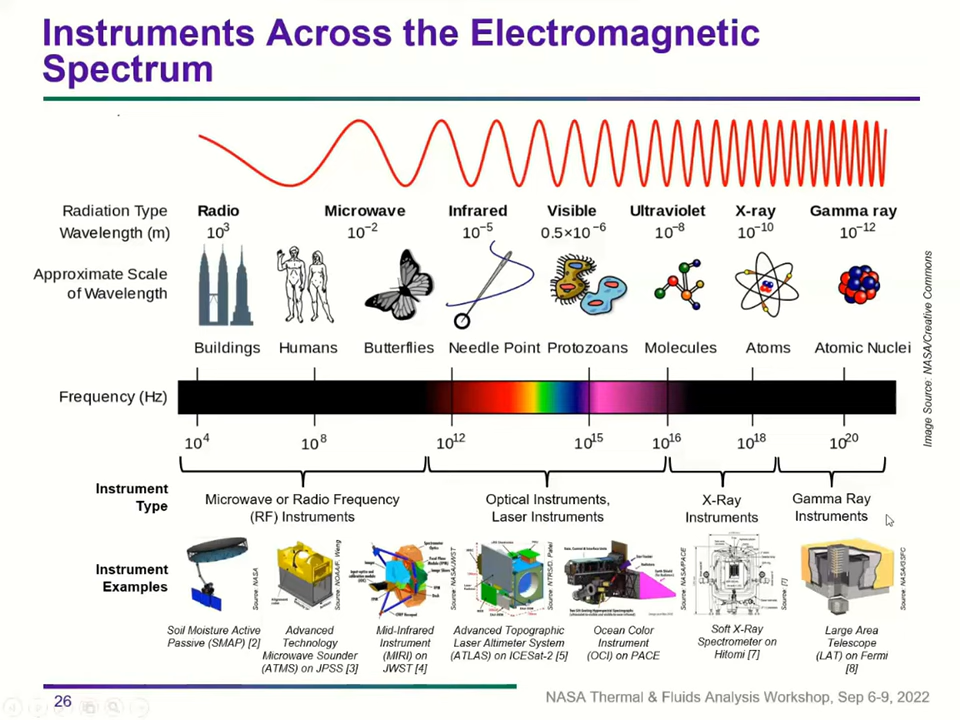 Instruments Across the Electromagnetic
Spectrum
Radiation Type Radio Microwave Infrared Visible Ultraviolet X-ray Gamma ray
Wavelength (m) 10³ 10⁻² 10⁻⁵ 0.5×10⁻⁶ 10⁻⁸ 10⁻¹⁰ 10⁻¹²
Approximate Scale
of Wavelength
Buildings Humans Butterflies Needle Point Protozoans Molecules Atoms Atomic Nuclei
Image Source: NASA/Creative Commons
Frequency (Hz)
10⁴ 10⁸ 10¹² 10¹⁵ 10¹⁶ 10¹⁸ 10²⁰
Instrument
Type
Microwave or Radio Frequency
(RF) Instruments
Optical Instruments,
Laser Instruments
X-Ray
Instruments
Gamma Ray
Instruments
Instrument
Examples
Source: NASA
Source: NOAA/F. Wang
Source: NASA/JWST
Source: NTRS/D. Patel
Source: NASA/PACE
[7]
Source: NASA/GSFC
Soil Moisture Active
Passive (SMAP) [2]
Advanced
Technology
Microwave Sounder
(ATMS) on JPSS [3]
Mid-Infrared
Instrument
(MIRI) on
JWST [4]
Advanced Topographic
Laser Altimeter System
(ATLAS) on ICESat-2 [5]
Ocean Color
Instrument
(OCI) on PACE
Soft X-Ray
Spectrometer on
Hitomi [7]
Large Area
Telescope
(LAT) on Fermi
[8]
26
NASA Thermal & Fluids Analysis Workshop, Sep 6-9, 2022